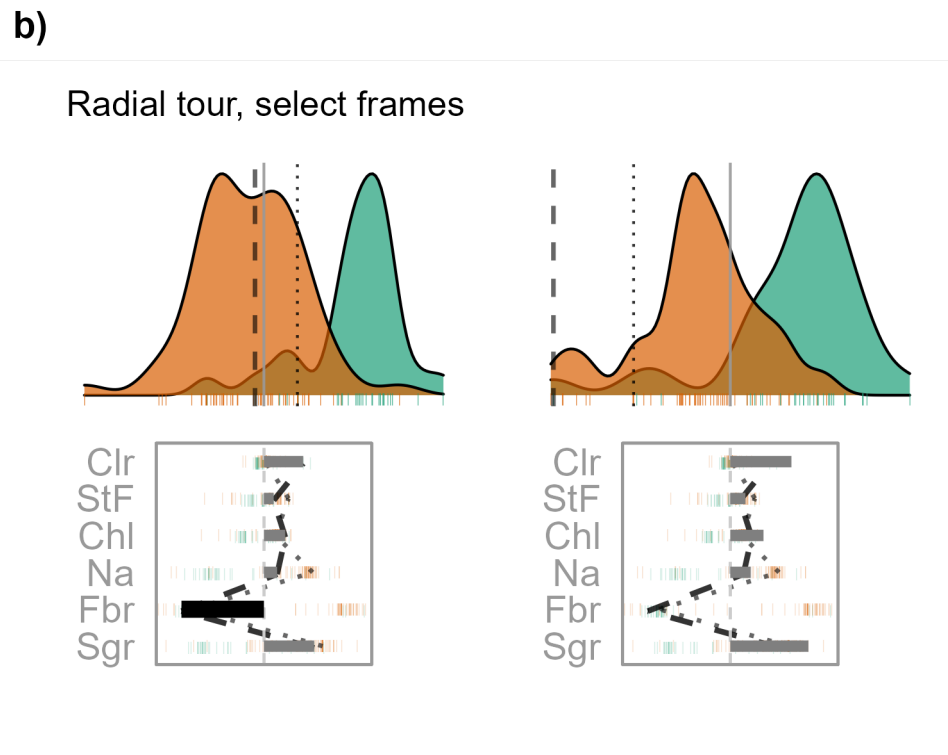 b)
Radial tour, select frames
Clr
StF
Chl
Na
Fbr
Sgr
Clr
StF
Chl
Na
Fbr
Sgr